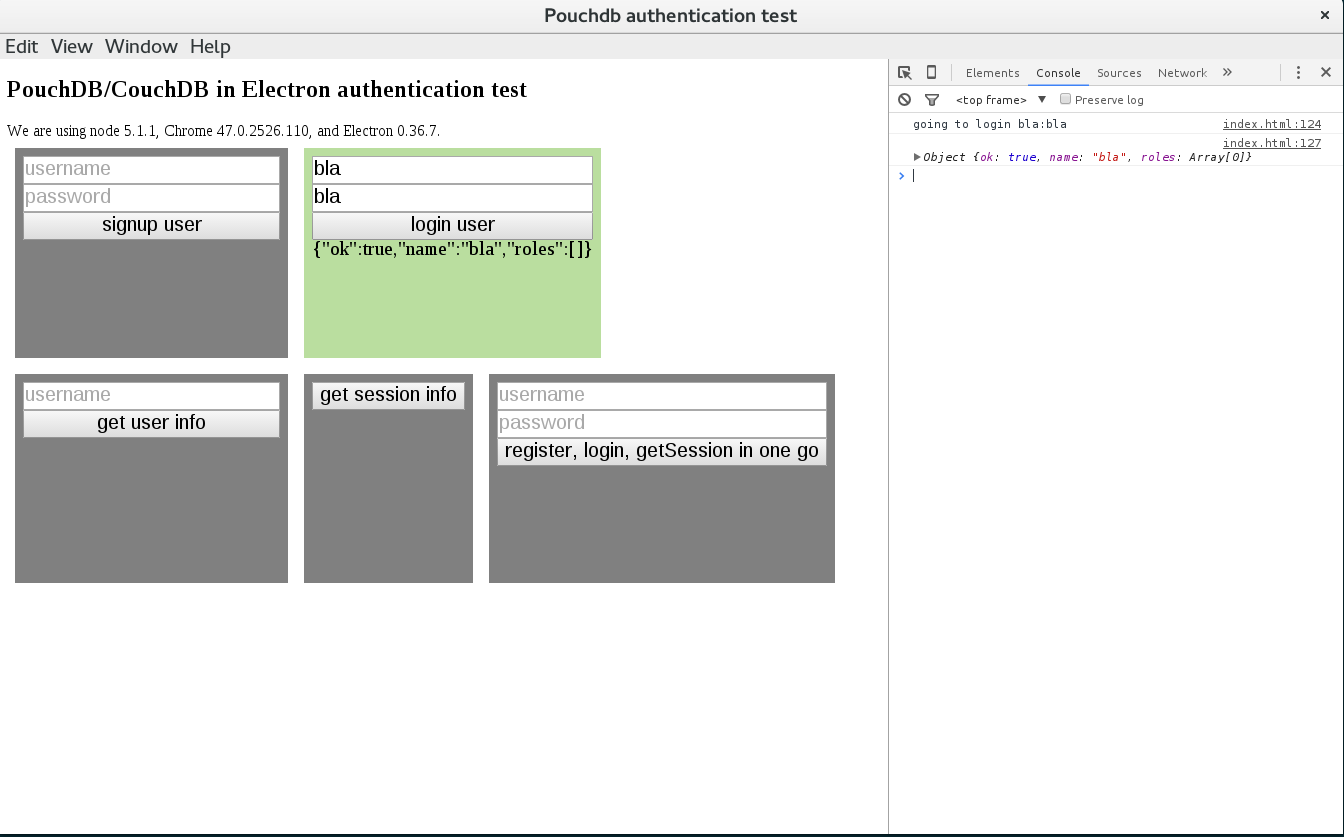 Pouchdb authentication test
×
Edit View Window Help
PouchDB/CouchDB in Electron authentication test
We are using node 5.1.1, Chrome 47.0.2526.110, and Electron 0.36.7.
username
password
signup user
bla
bla
login user
{"ok":true,"name":"bla","roles":[]}
username
get user info
get session info
username
password
register, login, getSession in one go
Elements Console Sources Network »
<top frame> ▼ Preserve log
going to login bla:bla index.html:124
index.html:127
▶Object {ok: true, name: "bla", roles: Array[0]}
>